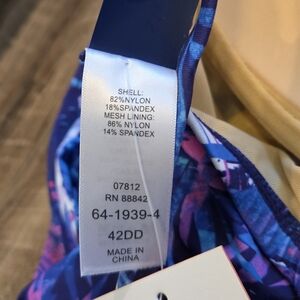 SHELL:
82%NYLON
18%SPANDEX
MESH LINING:
86% NYLON
14% SPANDEX
07812
RN 88842
64-1939-4
42DD
MADE IN
CHINA